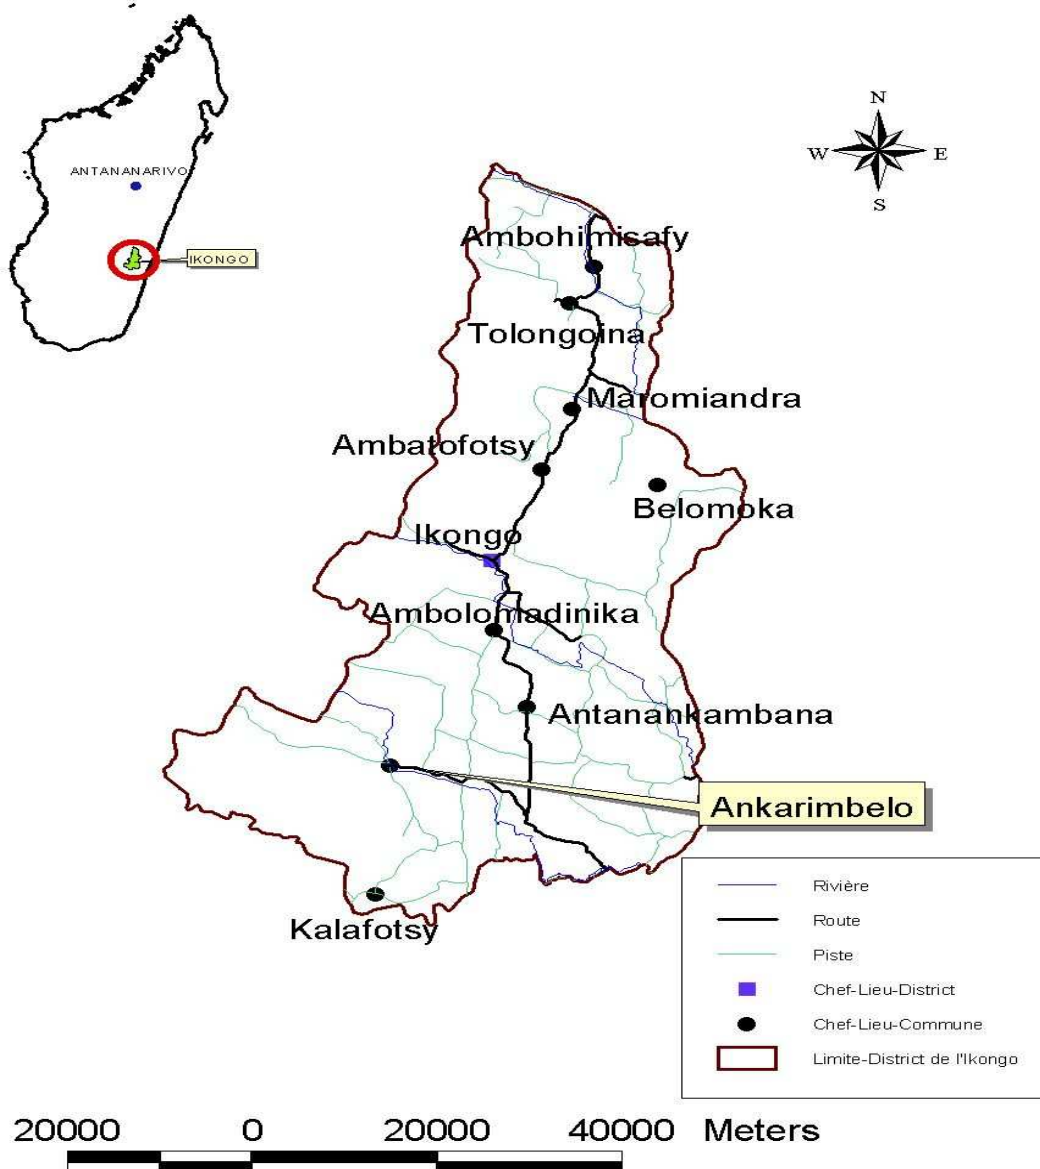 ANTANANARIVO
IKONGO
N
W E
S
Ambohimisafy
Tolongoina
Maromiandra
Ambatofotsy
Belomoka
Ikongo
Ambolomadinika
Antanankambana
Ankarimbelo
Kalafotsy
Rivière
Route
Piste
Chef-Lieu-District
Chef-Lieu-Commune
Limite-District de l'Ikongo
20000 0 20000 40000 Meters